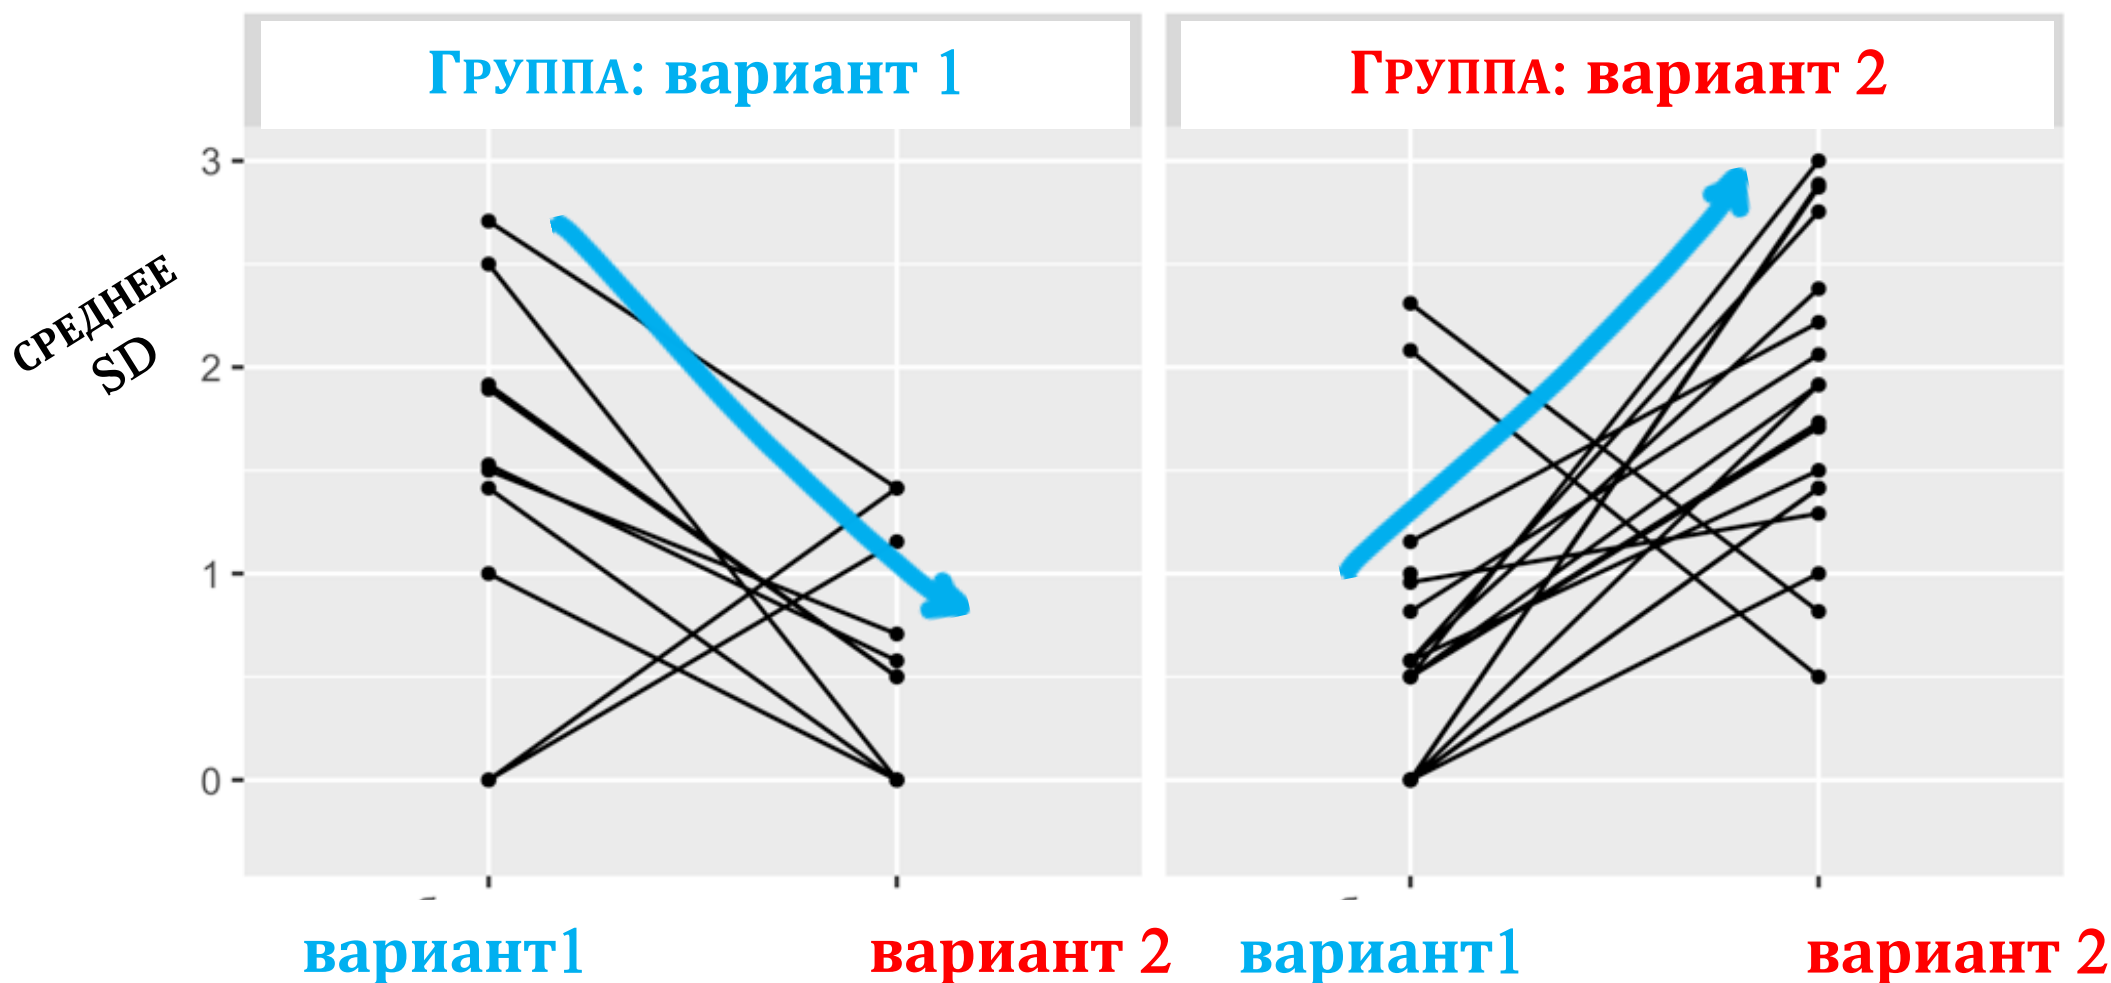 ГРУППА: вариант 1
ГРУППА: вариант 2
СРЕДНЕЕ
SD
3
2
1
0
вариант1
вариант 2
вариант1
вариант 2